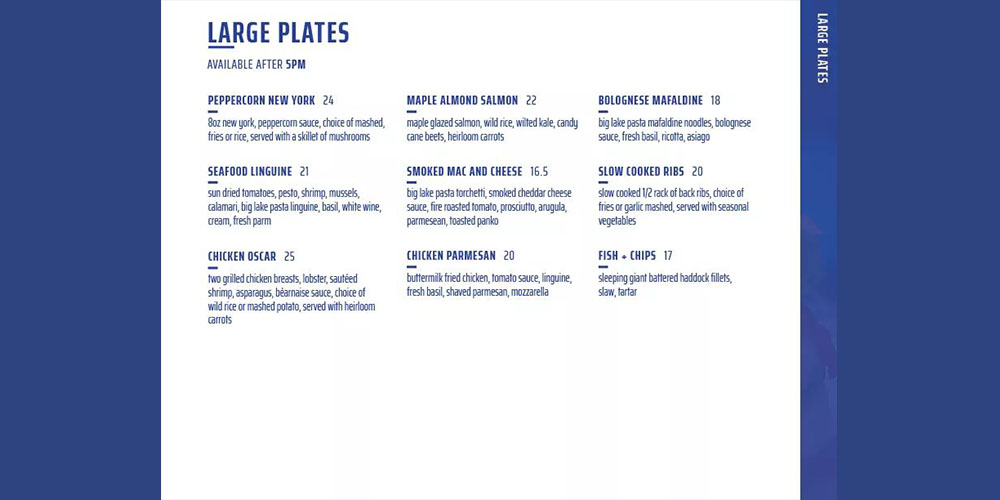 LARGE PLATES
AVAILABLE AFTER 5PM
PEPPERCORN NEW YORK 24
8oz new york, peppercorn sauce, choice of mashed,
fries or rice, served with a skillet of mushrooms
SEAFOOD LINGUINE 21
sun dried tomatoes, pesto, shrimp, mussels,
calamari, big lake pasta linguine, basil, white wine,
cream, fresh parm
CHICKEN OSCAR 25
two grilled chicken breasts, lobster, sautéed
shrimp, asparagus, béarnaise sauce, choice of
wild rice or mashed potato, served with heirloom
carrots
MAPLE ALMOND SALMON 22
maple glazed salmon, wild rice, wilted kale, candy
cane beets, heirloom carrots
SMOKED MAC AND CHEESE 16.5
big lake pasta torchetti, smoked cheddar cheese
sauce, fire roasted tomato, prosciutto, arugula,
parmesean, toasted panko
CHICKEN PARMESAN 20
buttermilk fried chicken, tomato sauce, linguine,
fresh basil, shaved parmesan, mozzarella
BOLOGNESE MAFALDINE 18
big lake pasta mafaldine noodles, bolognese
sauce, fresh basil, ricotta, asiago
SLOW COOKED RIBS 20
slow cooked 1/2 rack of back ribs, choice of
fries or garlic mashed, served with seasonal
vegetables
FISH + CHIPS 17
sleeping giant battered haddock fillets,
slaw, tartar
LARGE PLATES